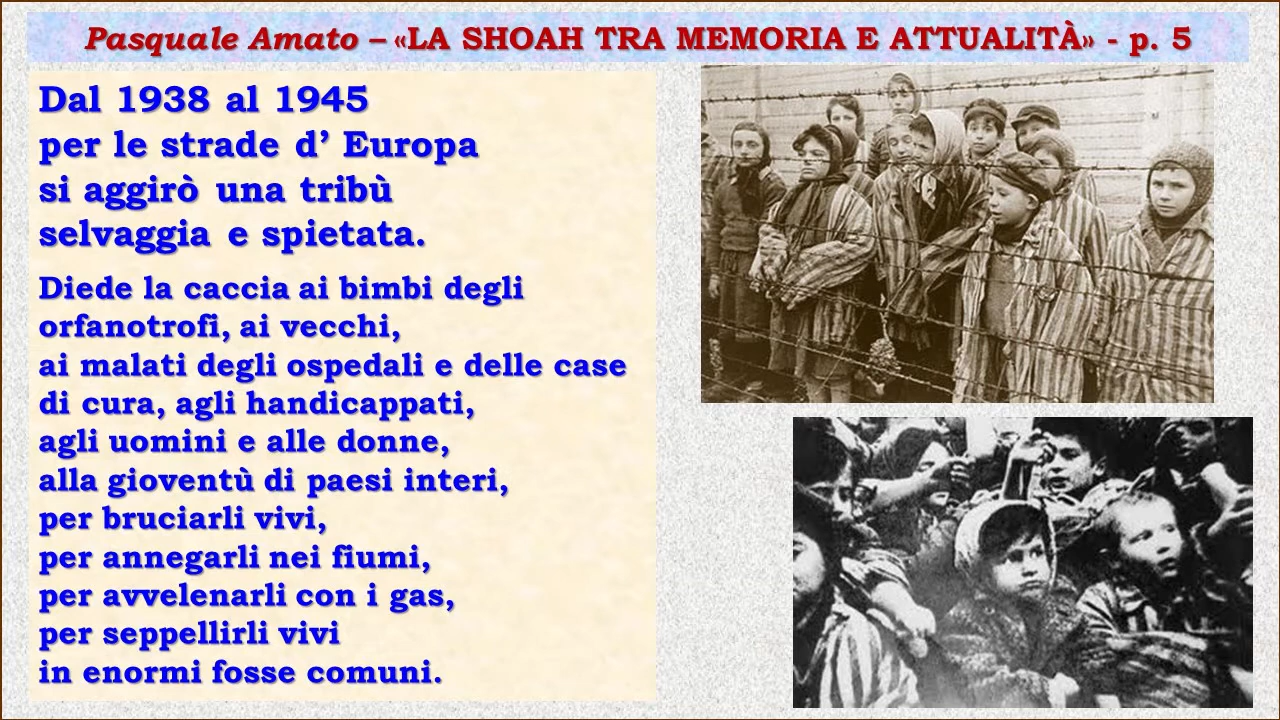 Pasquale Amato – «LA SHOAH TRA MEMORIA E ATTUALITÀ» - p. 5
Dal 1938 al 1945
per le strade d’ Europa
si aggirò una tribù
selvaggia e spietata.
Diede la caccia ai bimbi degli
orfanotrofi, ai vecchi,
ai malati degli ospedali e delle case
di cura, agli handicappati,
agli uomini e alle donne,
alla gioventù di paesi interi,
per bruciarli vivi,
per annegarli nei fiumi,
per avvelenarli con i gas,
per seppellirli vivi
in enormi fosse comuni.